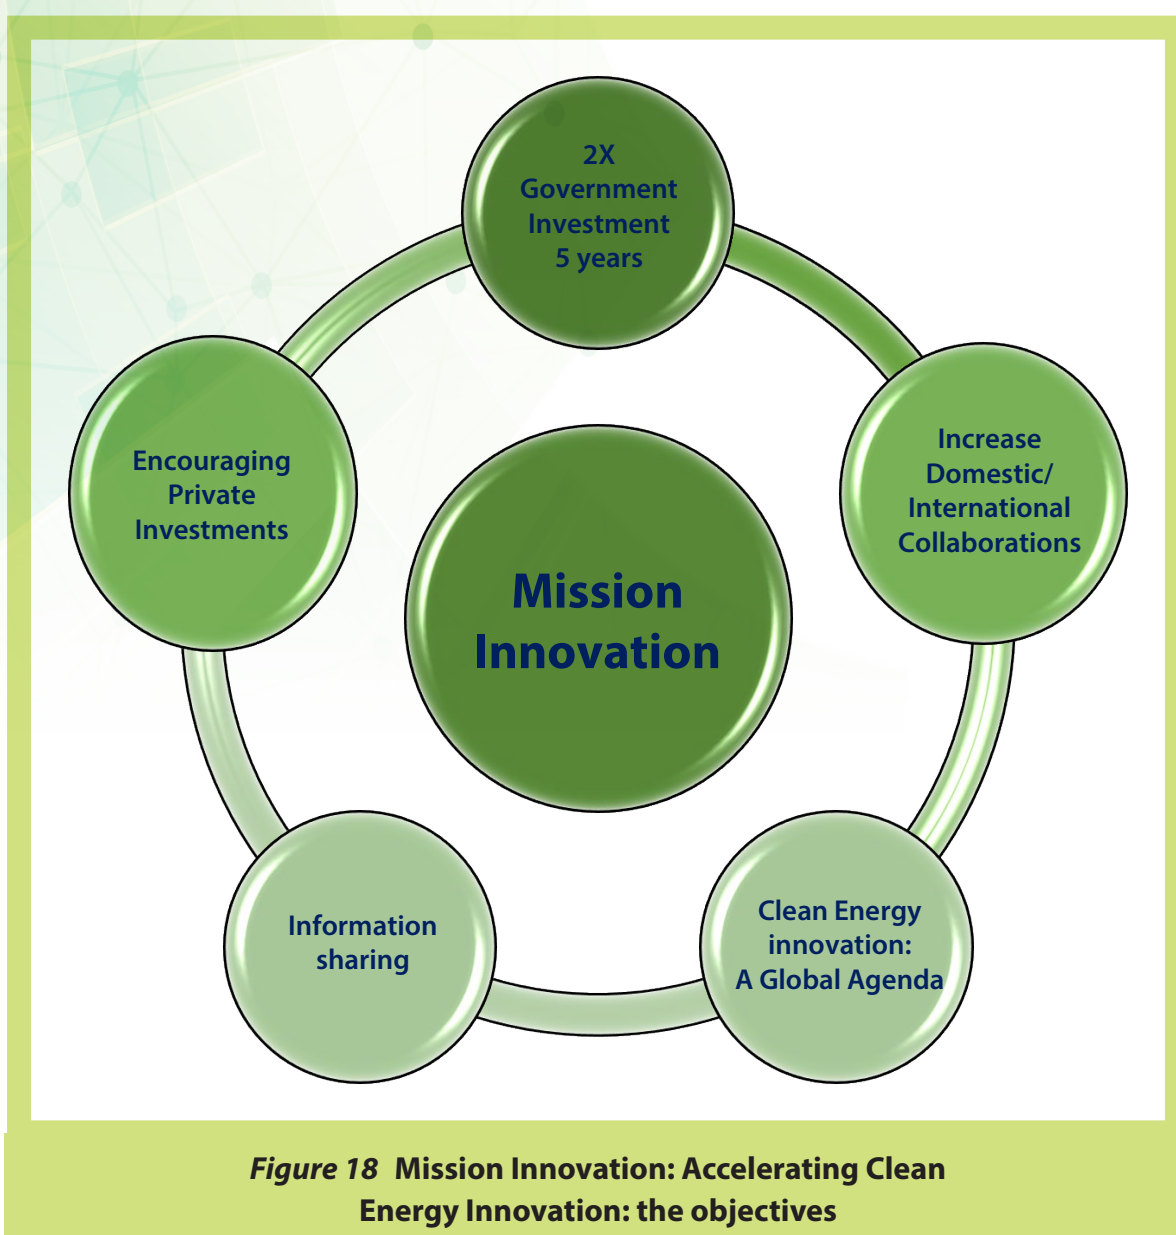 2X
Government
Investment
5 years
Increase
Domestic/
International
Collaborations
Clean Energy
innovation:
A Global Agenda
Information
sharing
Encouraging
Private
Investments
Mission
Innovation
Figure 18 Mission Innovation: Accelerating Clean
Energy Innovation: the objectives